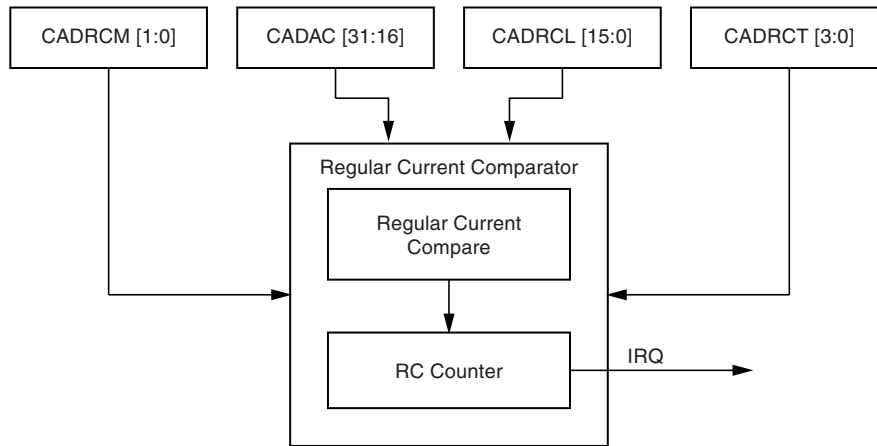 CADRCM [1:0]
CADAC [31:16]
CADRCL [15:0]
CADRCT [3:0]
Regular Current Comparator
Regular Current
Compare
RC Counter
IRQ